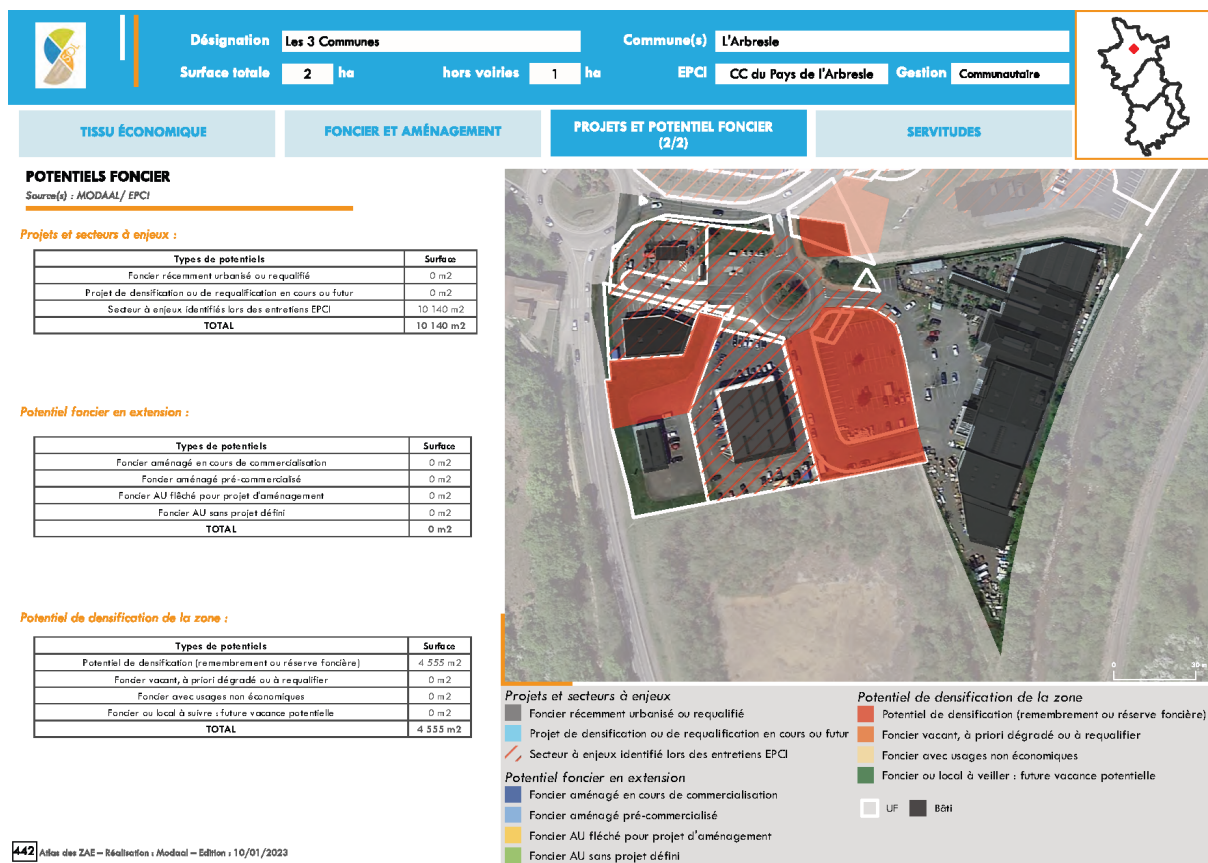 Désignation Les 3 Communes Commune(s) L'Arbresle
Surface totale 2 ha hors voiries 1 ha EPCI CC du Pays de l'Arbresle Gestion Communautaire
TISSU ÉCONOMIQUE
FONCIER ET AMÉNAGEMENT
PROJETS ET POTENTIEL FONCIER
(2/2)
SERVITUDES
POTENTIELS FONCIER
Source(s) : MODAAL/ EPCI
Projets et secteurs à enjeux :
Types de potentiels Surface
Foncier récemment urbanisé ou requalifié 0 m2
Projet de densification ou de requalification en cours ou futur 0 m2
Secteur à enjeux identifiés lors des entretiens EPCI 10 140 m2
TOTAL 10 140 m2
Potentiel foncier en extension :
Types de potentiels Surface
Foncier aménagé en cours de commercialisation 0 m2
Foncier aménagé pré-commercialisé 0 m2
Foncier AU flêché pour projet d'aménagement 0 m2
Foncier AU sans projet défini 0 m2
TOTAL 0 m2
Potentiel de densification de la zone :
Types de potentiels Surface
Potentiel de densification (remembrement ou réserve foncière) 4 555 m2
Foncier vacant, à priori dégradé ou à requalifier 0 m2
Foncier avec usages non économiques 0 m2
Foncier ou local à suivre : future vacance potentielle 0 m2
TOTAL 4 555 m2
0 30 m
Projets et secteurs à enjeux
Foncier récemment urbanisé ou requalifié
Projet de densification ou de requalification en cours ou futur
Secteur à enjeux identifié lors des entretiens EPCI
Potentiel foncier en extension
Foncier aménagé en cours de commercialisation
Foncier aménagé pré-commercialisé
Foncier AU fléché pour projet d'aménagement
Foncier AU sans projet défini
Potentiel de densification de la zone
Potentiel de densification (remembrement ou réserve foncière)
Foncier vacant, à priori dégradé ou à requalifier
Foncier avec usages non économiques
Foncier ou local à veiller : future vacance potentielle
UF Bâti
442 Atlas des ZAE – Réalisation : Modaal – Edition : 10/01/2023